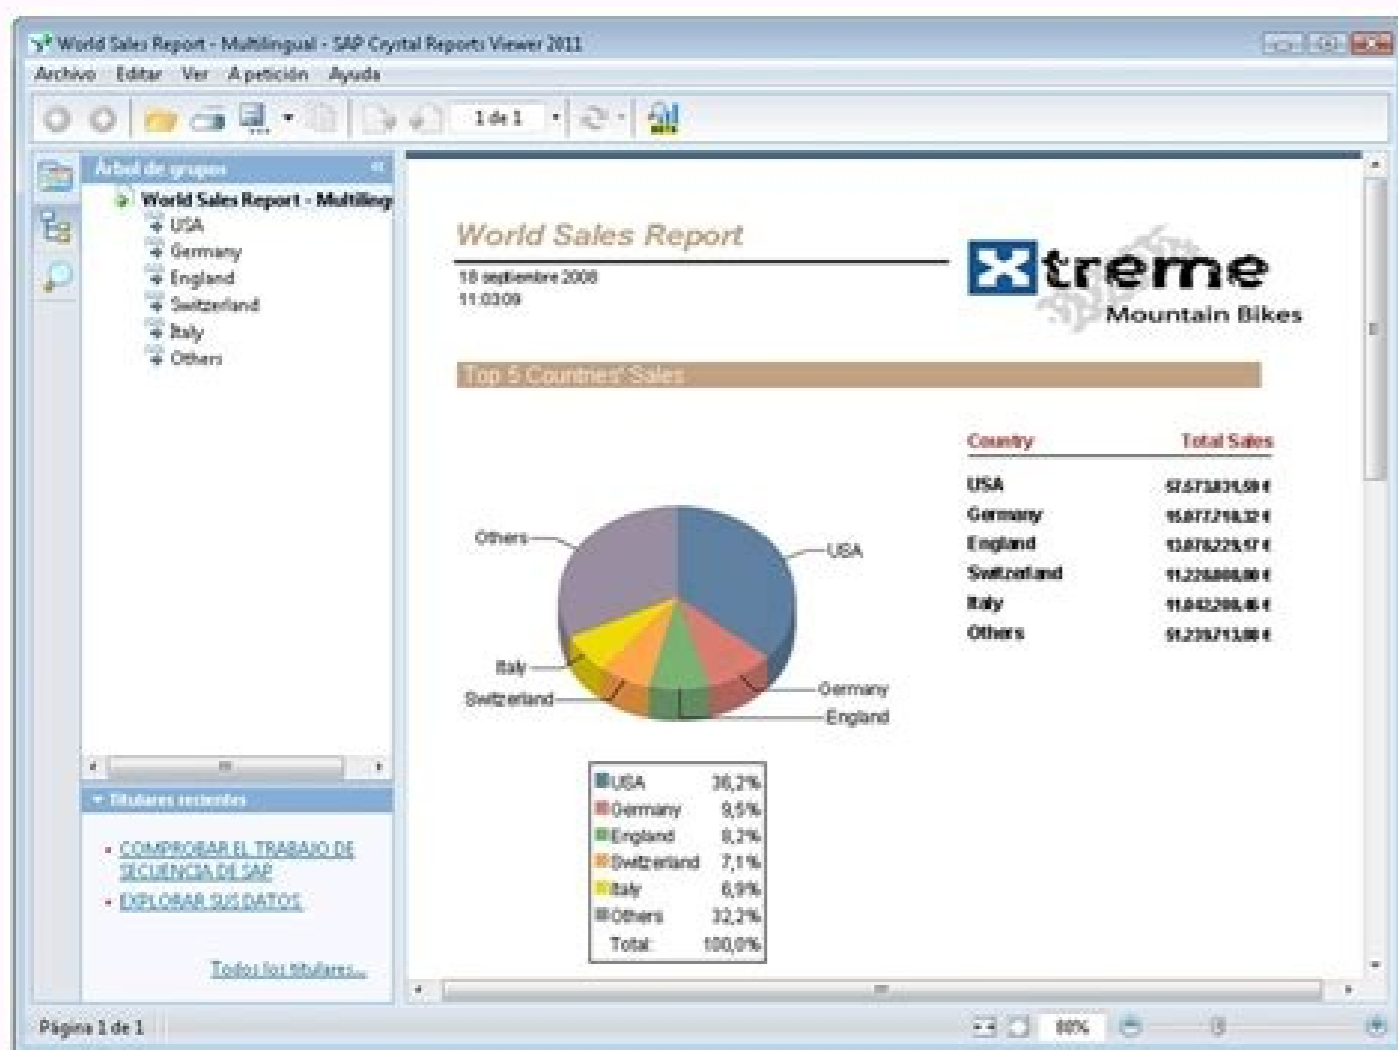 World Sales Report - Multilingual - SAP Crystal Reports Viewer 2011
Archivo Editar Ver A petición Ayuda
1 de 1
Árbol de grupos
World Sales Report - Multiling
USA
Germany
England
Switzerland
Italy
Others
Titulares recientes
COMPROBAR EL TRABAJO DE
SECUENCIA DE SAP
EXPLORAR SUS DATOS
Todos los titulares...
World Sales Report
18 septiembre 2008
11:03:09
Xtreme
Mountain Bikes
Top 5 Countries' Sales
Country Total Sales
USA
Germany
England
Switzerland
Italy
Others
Others
USA
Italy
Switzerland
Germany
England
USA 36,2%
Germany 9,5%
England 8,2%
Switzerland 7,1%
Italy 6,9%
Others 32,2%
Total: 100,0%
Página 1 de 1
88%